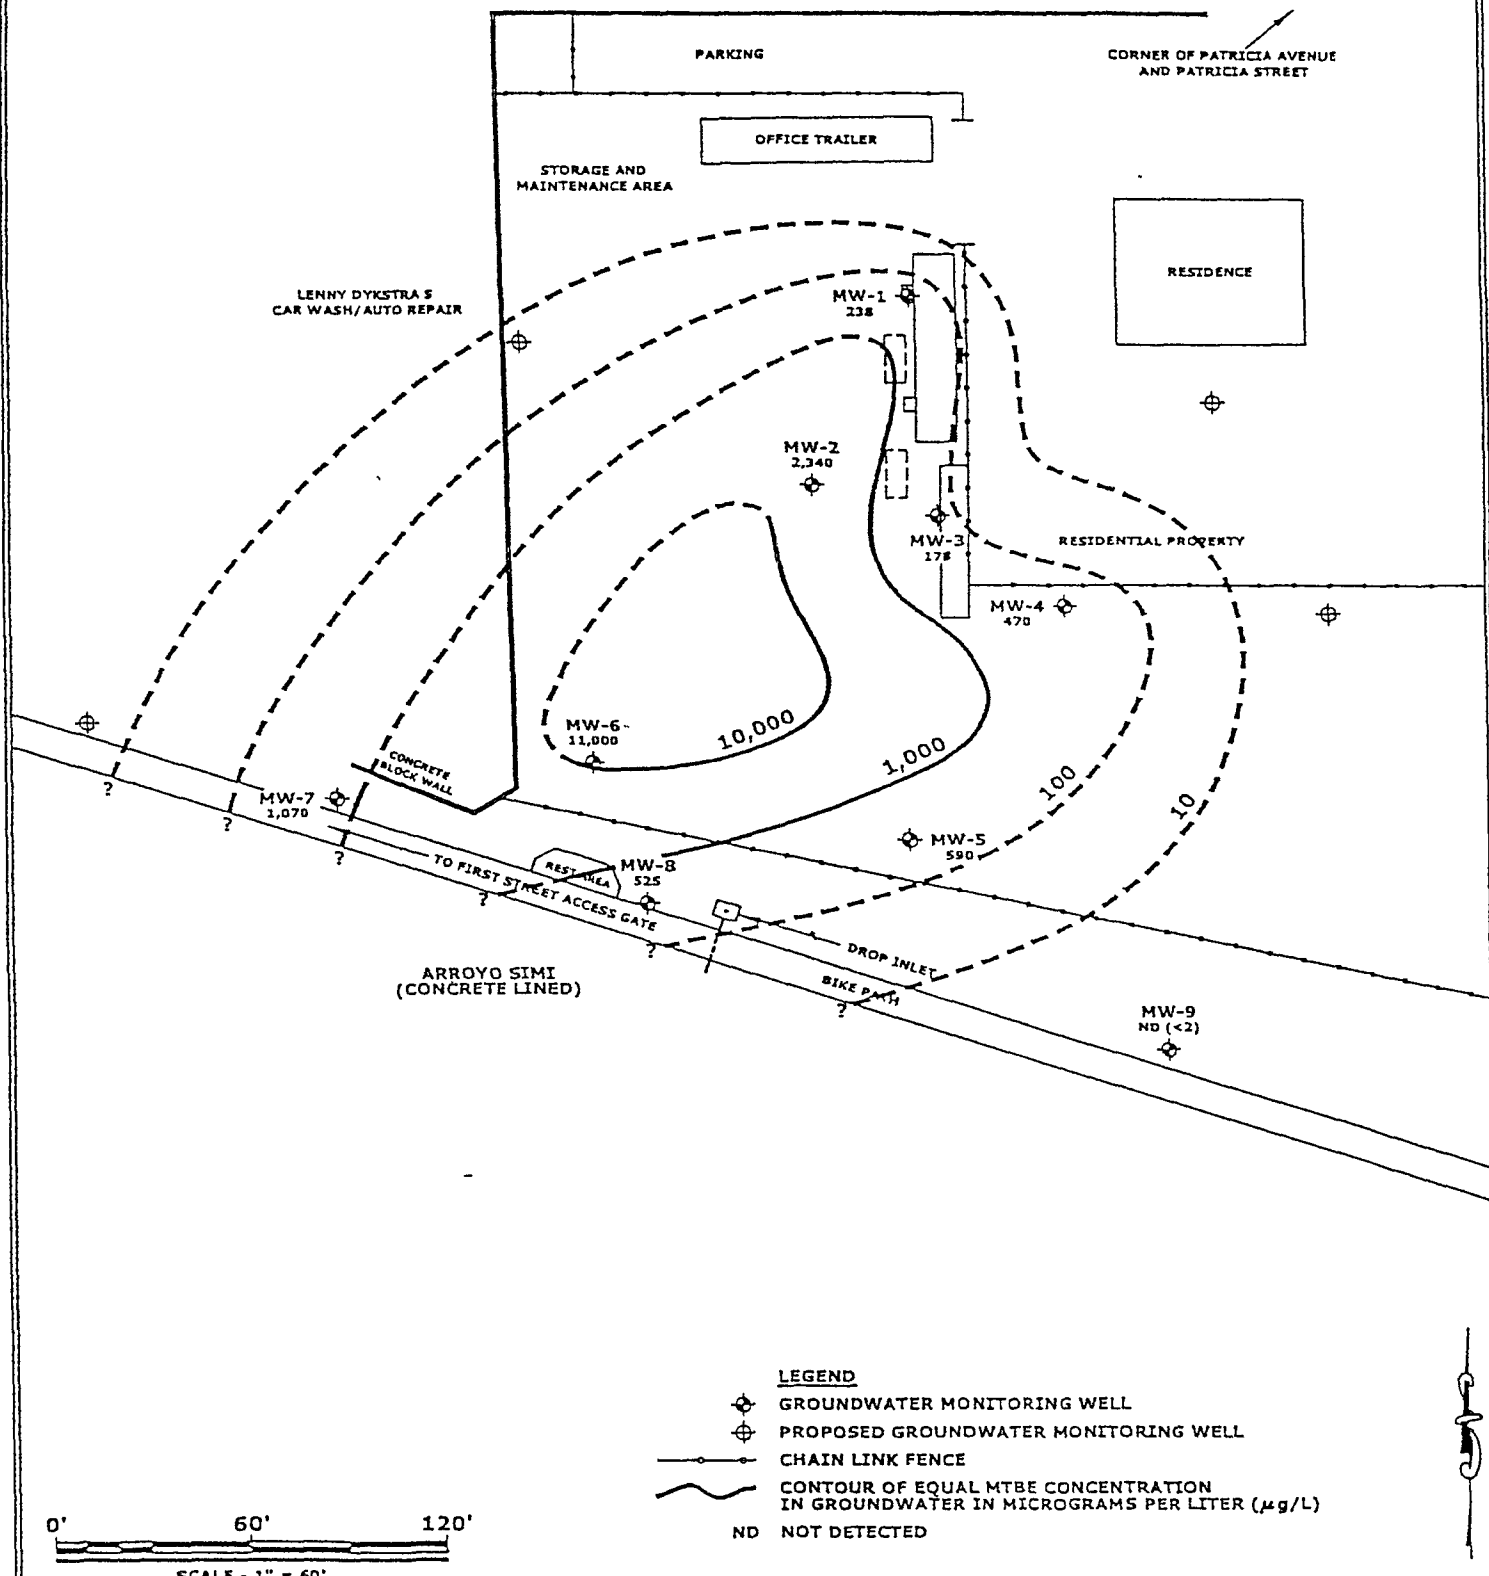 PARKING
CORNER OF PATRICIA AVENUE
AND PATRICIA STREET
OFFICE TRAILER
STORAGE AND
MAINTENANCE AREA
RESIDENCE
LENNY DYKSTRA S
CAR WASH/AUTO REPAIR
MW-1
238
MW-2
2,340
MW-3
178
RESIDENTIAL PROPERTY
MW-4
470
MW-6
11,000
10,000
1,000
100
10
CONCRETE
BLOCK WALL
MW-7
1,070
?
?
?
MW-5
590
REST AREA
MW-8
525
TO FIRST STREET ACCESS GATE
?
?
DROP INLET
BIKE PATH
?
ARROYO SIMI
(CONCRETE LINED)
MW-9
ND (<2)
LEGEND
GROUNDWATER MONITORING WELL
PROPOSED GROUNDWATER MONITORING WELL
CHAIN LINK FENCE
CONTOUR OF EQUAL MTBE CONCENTRATION
IN GROUNDWATER IN MICROGRAMS PER LITER (µg/L)
ND NOT DETECTED
0' 60' 120'
SCALE - 1" = 60'